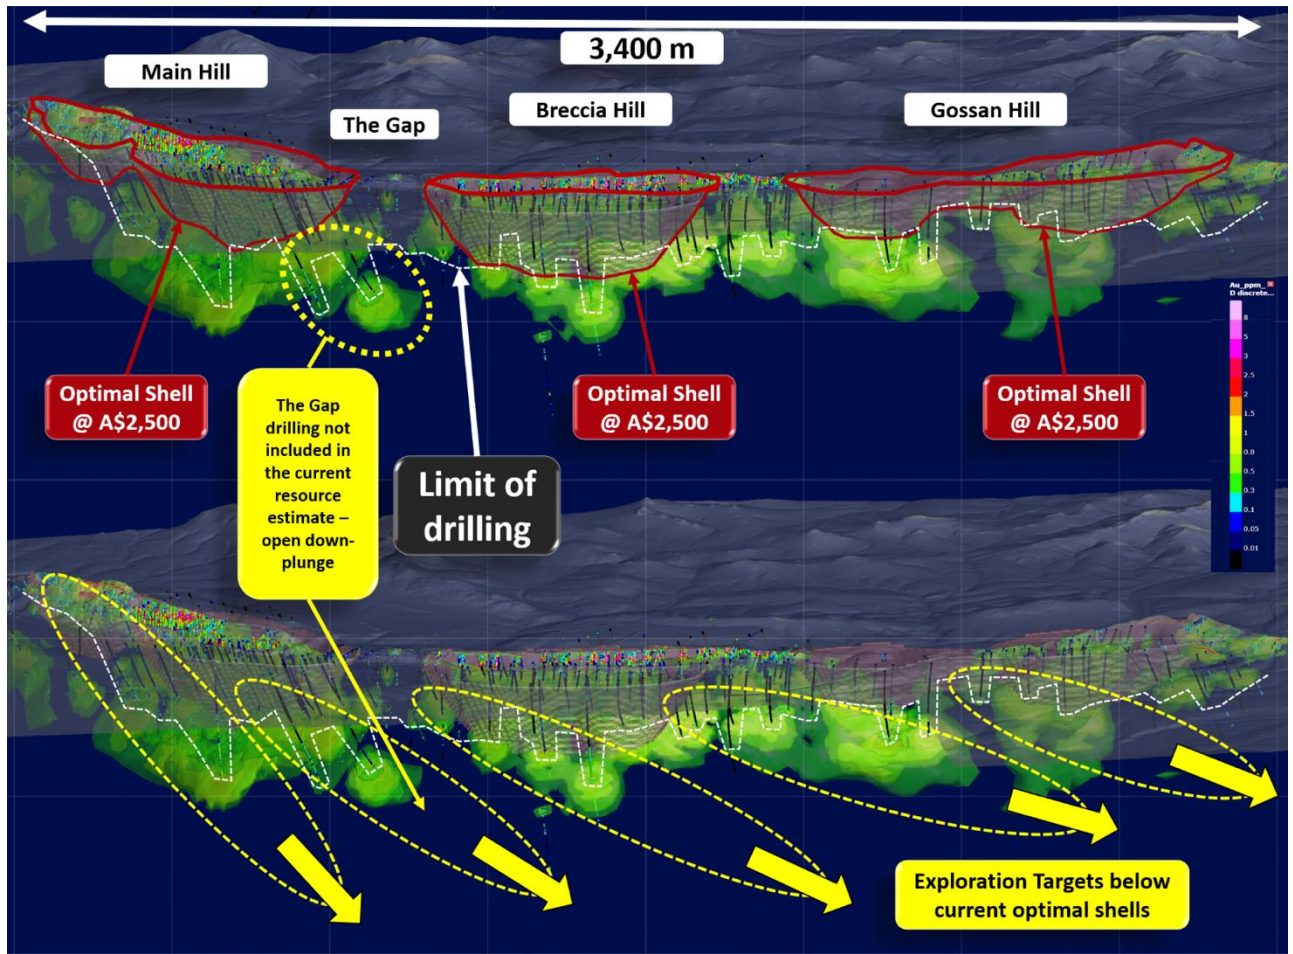 3,400 m
Main Hill
The Gap
Breccia Hill
Gossan Hill
Au_ppm_
D discrete...
8
5
3
2.5
2
1.5
1
0.8
0.5
0.3
0.1
0.05
0.01
Optimal Shell
@ A$2,500
The Gap
drilling not
included in
the current
resource
estimate –
open down-
plunge
Limit of
drilling
Optimal Shell
@ A$2,500
Optimal Shell
@ A$2,500
Exploration Targets below
current optimal shells